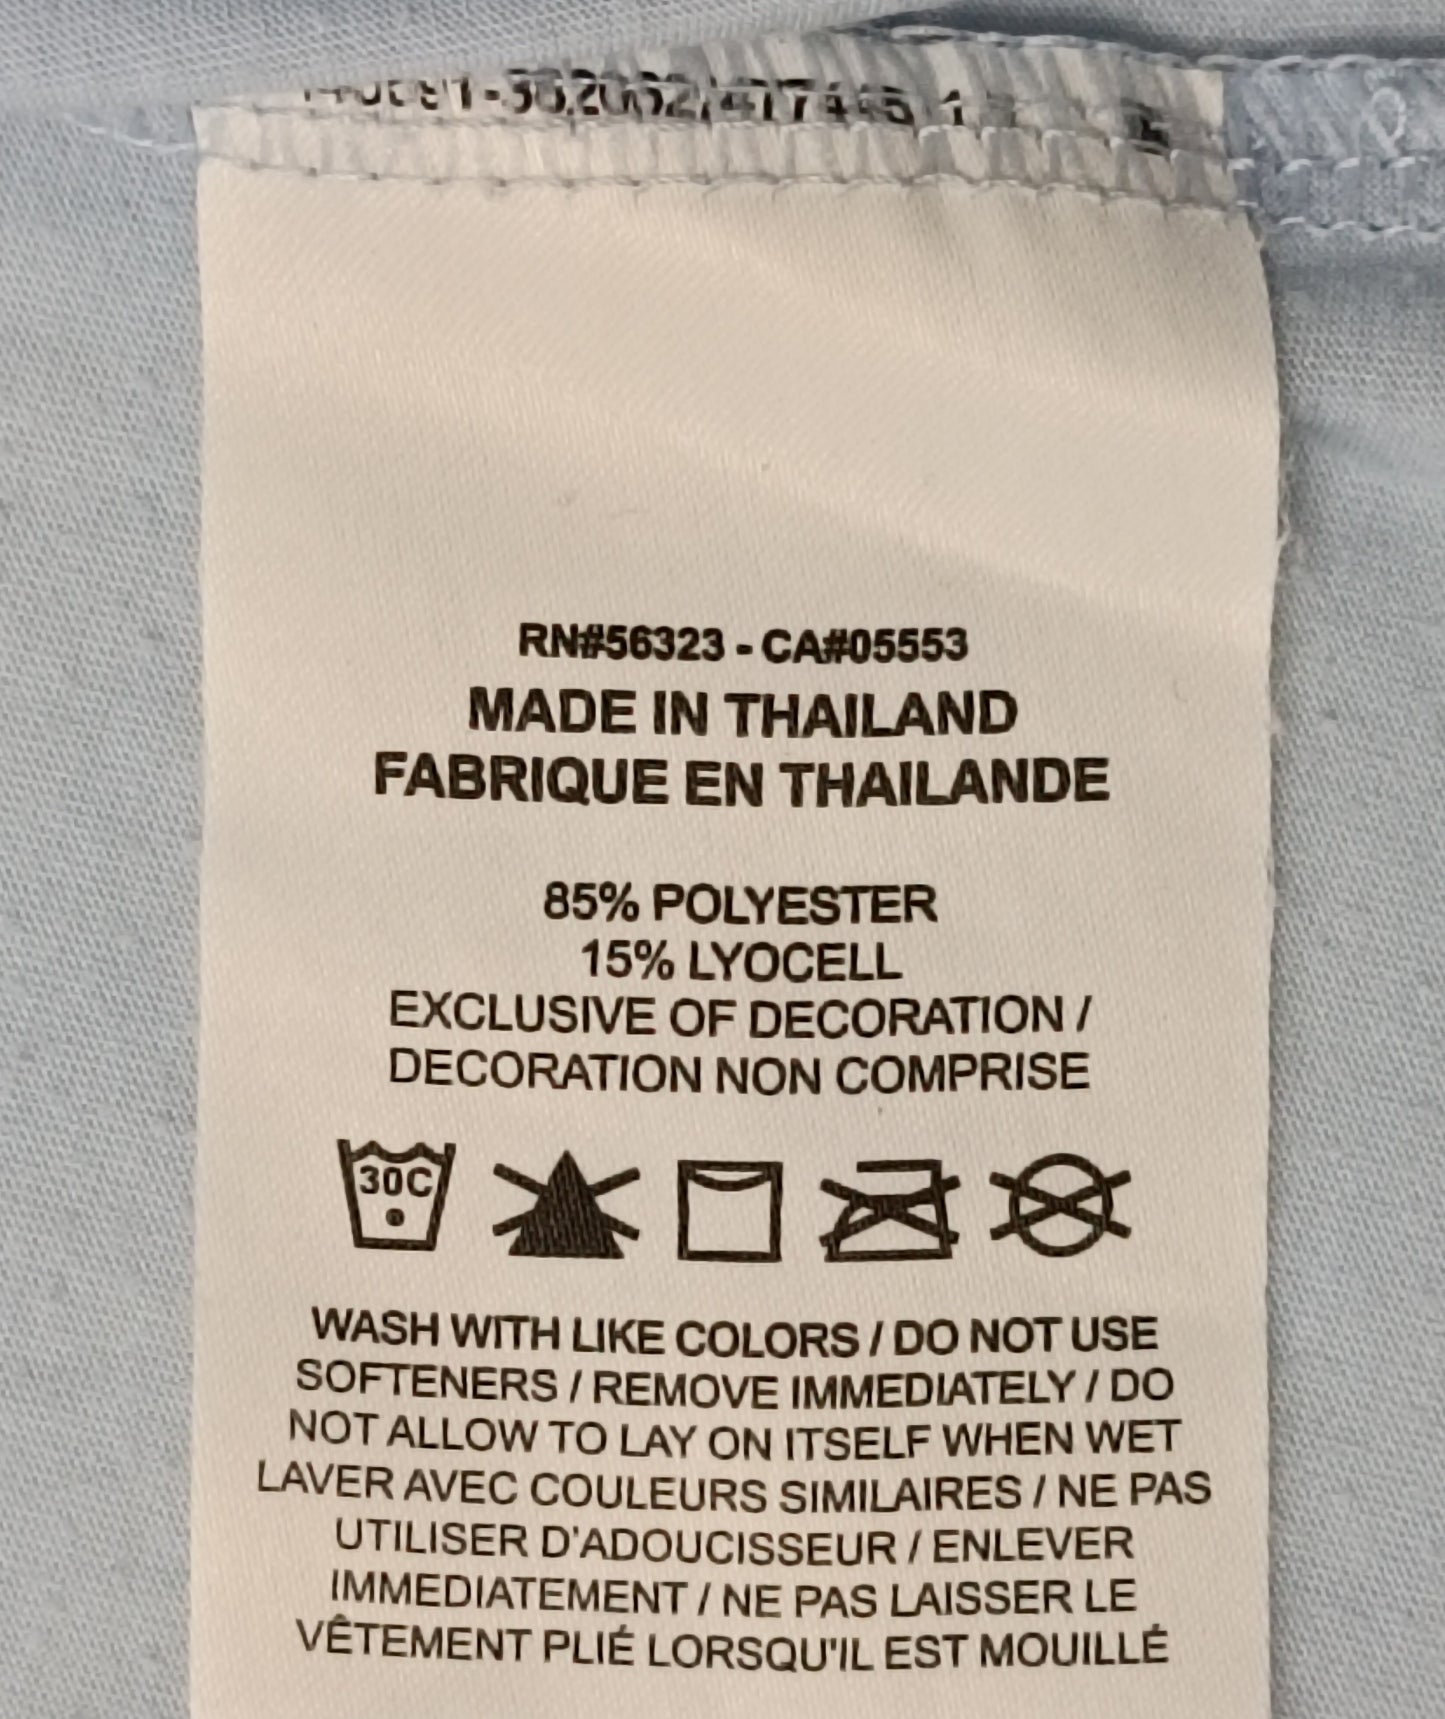 RN#56323 - CA#05553
MADE IN THAILAND
FABRIQUE EN THAILANDE
85% POLYESTER
15% LYOCELL
EXCLUSIVE OF DECORATION /
DECORATION NON COMPRISE
30C
WASH WITH LIKE COLORS / DO NOT USE
SOFTENERS / REMOVE IMMEDIATELY / DO
NOT ALLOW TO LAY ON ITSELF WHEN WET
LAVER AVEC COULEURS SIMILAIRES / NE PAS
UTILISER D'ADOUCISSEUR / ENLEVER
IMMEDIATEMENT / NE PAS LAISSER LE
VÊTEMENT PLIÉ LORSQU'IL EST MOUILLÉ